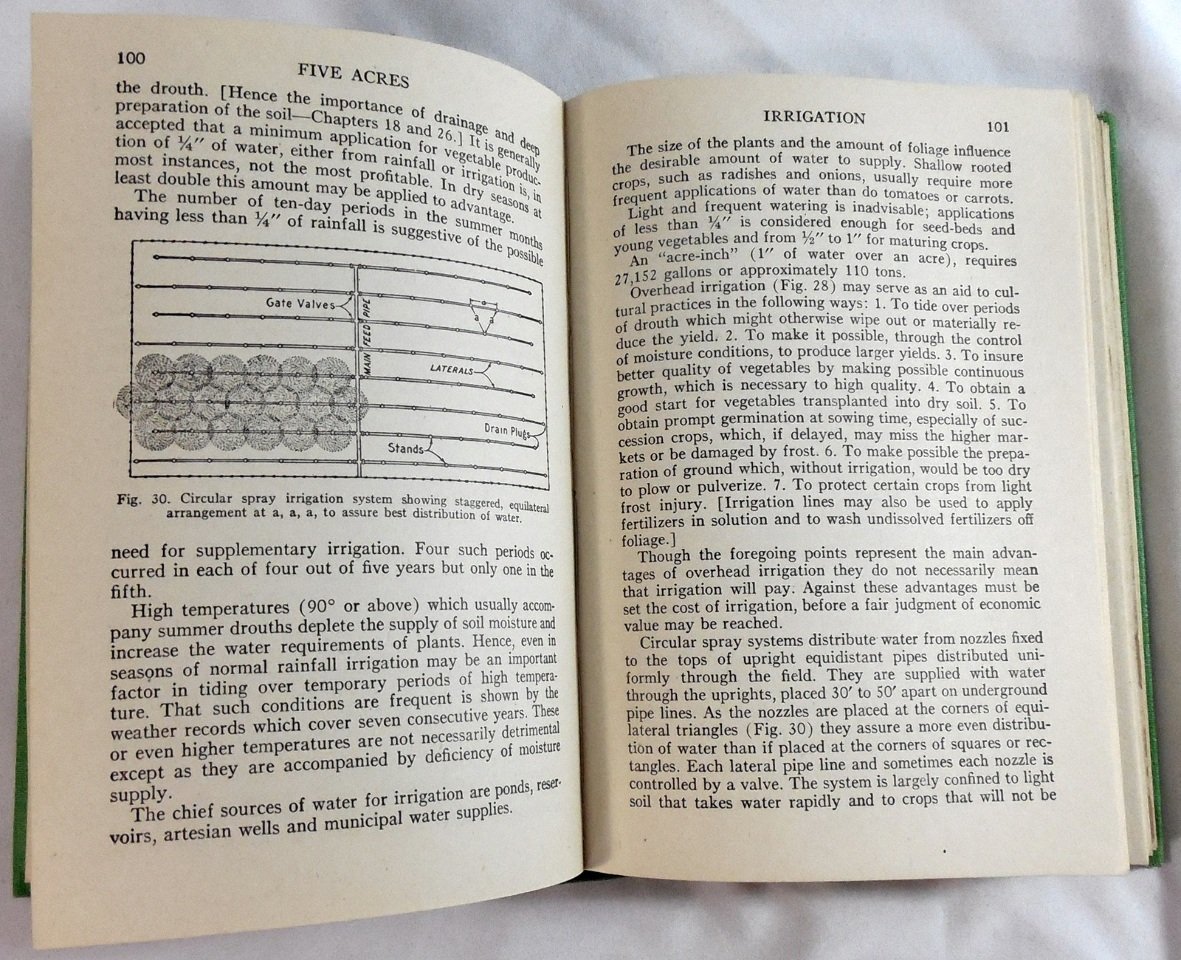 100
FIVE ACRES
the drouth. [Hence the importance of drainage and deep
preparation of the soil—Chapters 18 and 26.] It is generally
accepted that a minimum application for vegetable produc-
tion of ¼″ of water, either from rainfall or irrigation is, in
most instances, not the most profitable. In dry seasons at
least double this amount may be applied to advantage.
The number of ten-day periods in the summer months
having less than ¼″ of rainfall is suggestive of the possible
Gate Valves
MAIN FEED PIPE
a
a
a
LATERALS
Drain Plugs
Stands
Fig. 30. Circular spray irrigation system showing staggered, equilateral
arrangement at a, a, a, to assure best distribution of water.
need for supplementary irrigation. Four such periods oc-
curred in each of four out of five years but only one in the
fifth.
High temperatures (90° or above) which usually accom-
pany summer drouths deplete the supply of soil moisture and
increase the water requirements of plants. Hence, even in
seasons of normal rainfall irrigation may be an important
factor in tiding over temporary periods of high tempera-
ture. That such conditions are frequent is shown by the
weather records which cover seven consecutive years. These
or even higher temperatures are not necessarily detrimental
except as they are accompanied by deficiency of moisture
supply.
The chief sources of water for irrigation are ponds, reser-
voirs, artesian wells and municipal water supplies.
IRRIGATION
101
The size of the plants and the amount of foliage influence
the desirable amount of water to supply. Shallow rooted
crops, such as radishes and onions, usually require more
frequent applications of water than do tomatoes or carrots.
Light and frequent watering is inadvisable; applications
of less than ¼″ is considered enough for seed-beds and
young vegetables and from ½″ to 1″ for maturing crops.
An "acre-inch" (1″ of water over an acre), requires
27,152 gallons or approximately 110 tons.
Overhead irrigation (Fig. 28) may serve as an aid to cul-
tural practices in the following ways: 1. To tide over periods
of drouth which might otherwise wipe out or materially re-
duce the yield. 2. To make it possible, through the control
of moisture conditions, to produce larger yields. 3. To insure
better quality of vegetables by making possible continuous
growth, which is necessary to high quality. 4. To obtain a
good start for vegetables transplanted into dry soil. 5. To
obtain prompt germination at sowing time, especially of suc-
cession crops, which, if delayed, may miss the higher mar-
kets or be damaged by frost. 6. To make possible the prepa-
ration of ground which, without irrigation, would be too dry
to plow or pulverize. 7. To protect certain crops from light
frost injury. [Irrigation lines may also be used to apply
fertilizers in solution and to wash undissolved fertilizers off
foliage.]
Though the foregoing points represent the main advan-
tages of overhead irrigation they do not necessarily mean
that irrigation will pay. Against these advantages must be
set the cost of irrigation, before a fair judgment of economic
value may be reached.
Circular spray systems distribute water from nozzles fixed
to the tops of upright equidistant pipes distributed uni-
formly through the field. They are supplied with water
through the uprights, placed 30′ to 50′ apart on underground
pipe lines. As the nozzles are placed at the corners of equi-
lateral triangles (Fig. 30) they assure a more even distribu-
tion of water than if placed at the corners of squares or rec-
tangles. Each lateral pipe line and sometimes each nozzle is
controlled by a valve. The system is largely confined to light
soil that takes water rapidly and to crops that will not be